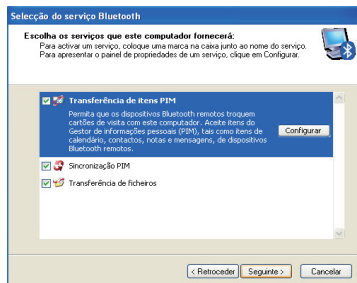 Selecção do serviço Bluetooth
Escolha os serviços que este computador fornecerá:
Para activar um serviço, coloque uma marca na caixa junto ao nome do serviço.
Para apresentar o painel de propriedades de um serviço, clique em Configurar.
Transferência de itens PIM
Permita que os dispositivos Bluetooth remotos troquem
cartões de visita com este computador. Aceite itens do
Gestor de informações pessoais (PIM), tais como itens de
calendário, contactos, notas e mensagens, de dispositivos
Bluetooth remotos.
Configurar
Sincronização PIM
Transferência de ficheiros
< Retroceder
Seguinte >
Cancelar